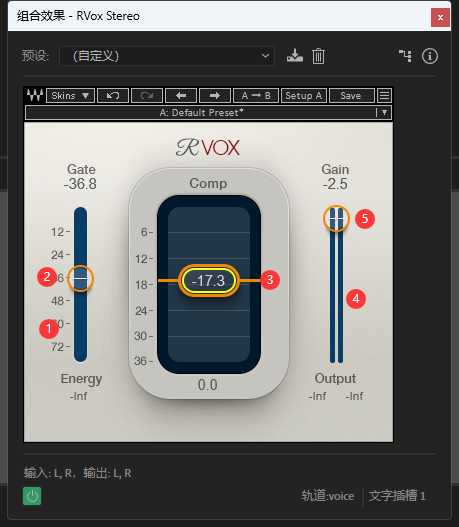 组合效果 - RVox Stereo
x
预设: (自定义)
Skins A → B Setup A Save
A: Default Preset*
R VOX
Gate Comp Gain
-36.8 -2.5
5
12 6
24 12
2 36 18 -17.3 3
48 24 4
1 60 30
72 36
Energy 0.0 Output
-Inf -Inf -Inf
输入: L, R，输出: L, R
轨道:voice 文字插槽 1